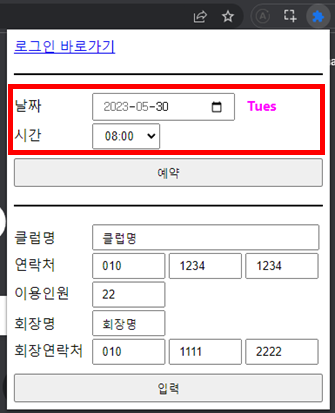 로그인 바로가기
날짜 2023-05-30 Tues
시간 08:00
예약
클럽명 클럽명
연락처 010 1234 1234
이용인원 22
회장명 회장명
회장연락처 010 1111 2222
입력